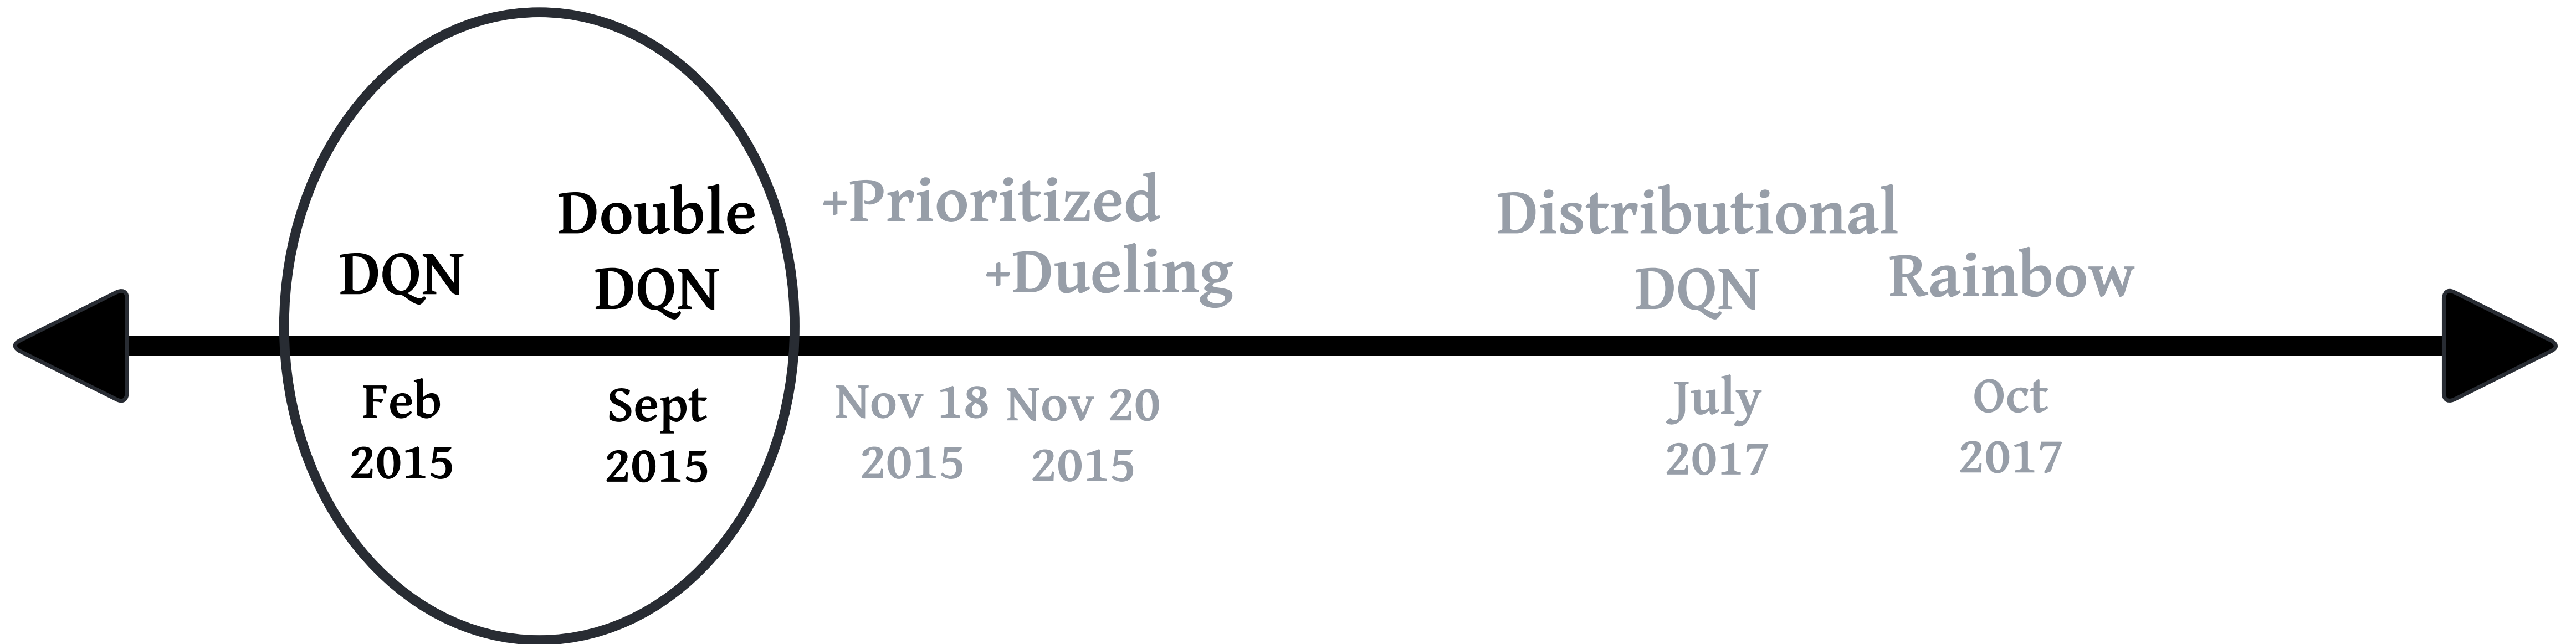 DQN
Double
DQN
+Prioritized
+Dueling
Distributional
DQN
Rainbow
Feb
2015
Sept
2015
Nov 18
2015
Nov 20
2015
July
2017
Oct
2017